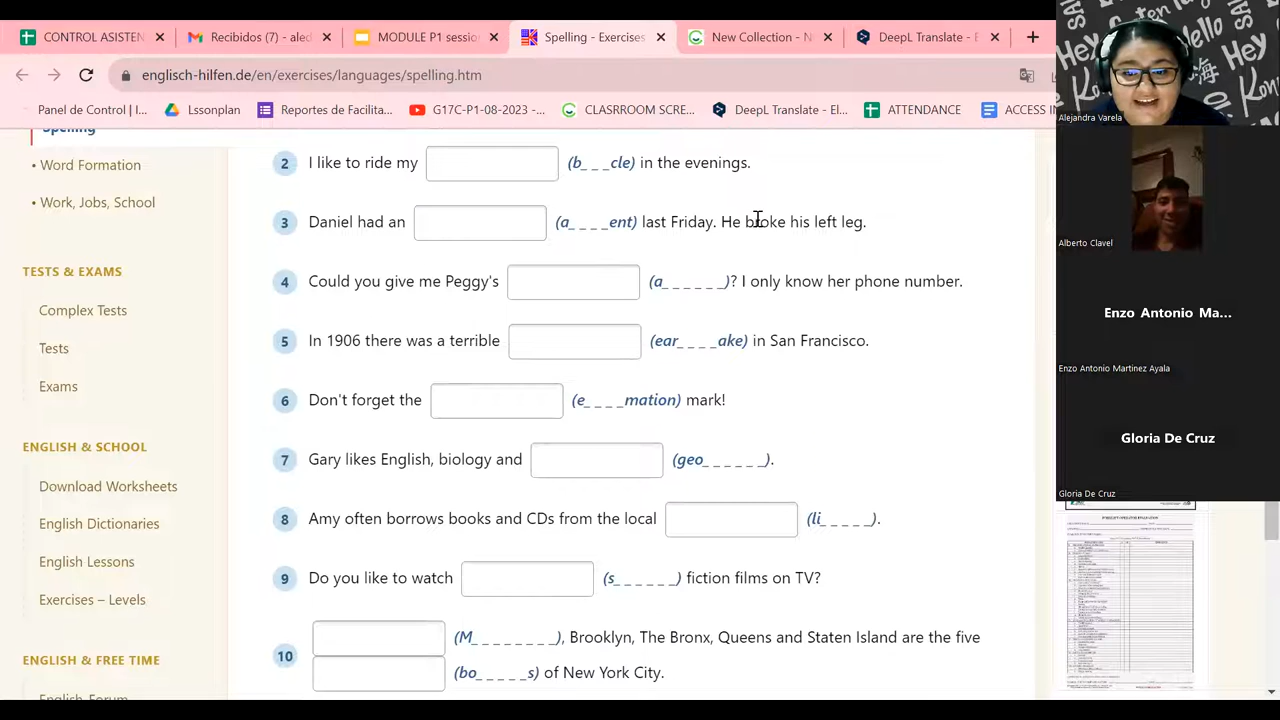 CONTROL ASISTEN
Recibidos (7) - alec
MODULE P1 - sessi
Spelling - Exercises
New Collection - N
DeepL Translate - E
englisch-hilfen.de/en/exercises/languages/spelling.htm
Panel de Control | I...
Lssonplan
Reportes de Facilita...
-08-2023 -...
CLASSROOM SCRE...
DeepL Translate - El...
ATTENDANCE
ACCESS IN
Spelling
• Word Formation
• Work, Jobs, School
TESTS & EXAMS
Complex Tests
Tests
Exams
ENGLISH & SCHOOL
Download Worksheets
English Dictionaries
English Lessons
Exercises – Levels
ENGLISH & FREE TIME
English-Forum
2 I like to ride my (b_ _ _cle) in the evenings.
3 Daniel had an (a_ _ _ _ent) last Friday. He broke his left leg.
4 Could you give me Peggy's (a_ _ _ _ _ _)? I only know her phone number.
5 In 1906 there was a terrible (ear_ _ _ _ake) in San Francisco.
6 Don't forget the (e_ _ _ _mation) mark!
7 Gary likes English, biology and (geo_ _ _ _ _ _).
8 Amy often books and CDs from the local (li_ _ _ _ _).
9 Do you like to watch (s_ _ _ _ _ _) fiction films on TV?
10 _ _ _ _ _ _ _), Brooklyn, The Bronx, Queens and Staten Island are the five
new York City.
Alejandra Varela
Alberto Clavel
Enzo Antonio Ma...
Enzo Antonio Martinez Ayala
Gloria De Cruz
Gloria De Cruz